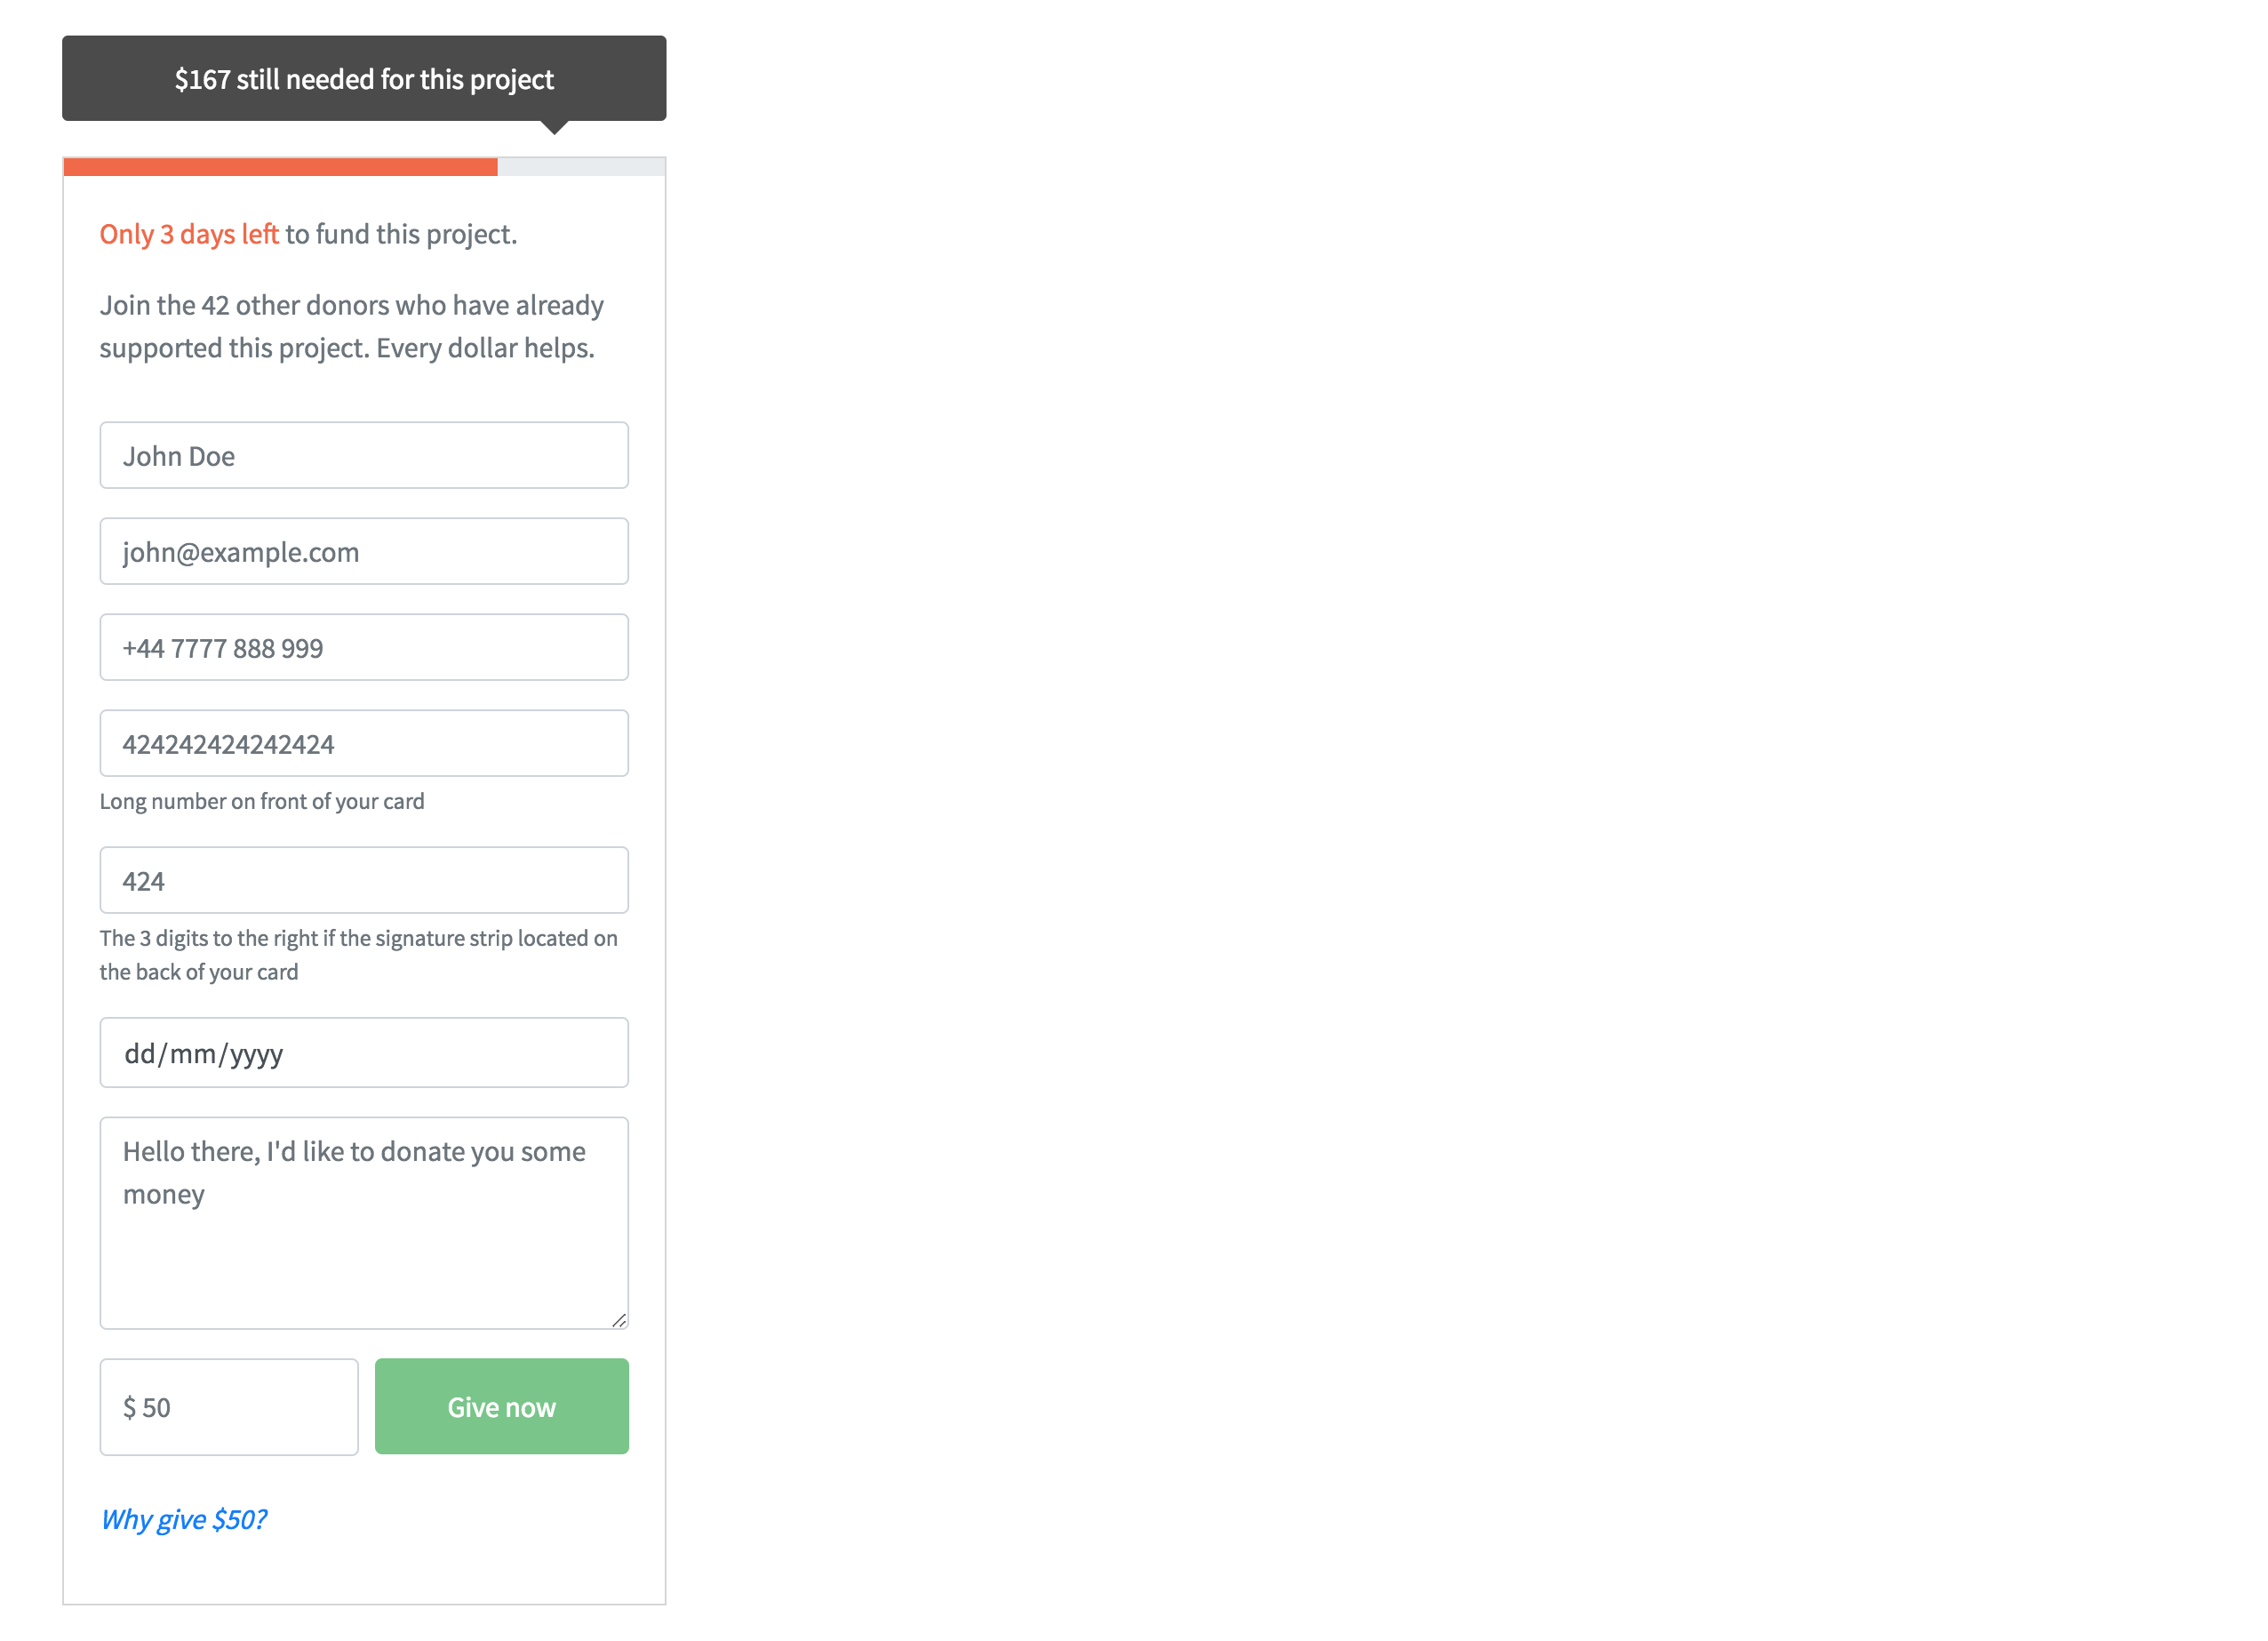 $167 still needed for this project
Only 3 days left to fund this project.
Join the 42 other donors who have already
supported this project. Every dollar helps.
John Doe
john@example.com
+44 7777 888 999
424242424242424
Long number on front of your card
424
The 3 digits to the right if the signature strip located on
the back of your card
dd/mm/yyyy
Hello there, I'd like to donate you some
money
$ 50
Give now
Why give $50?